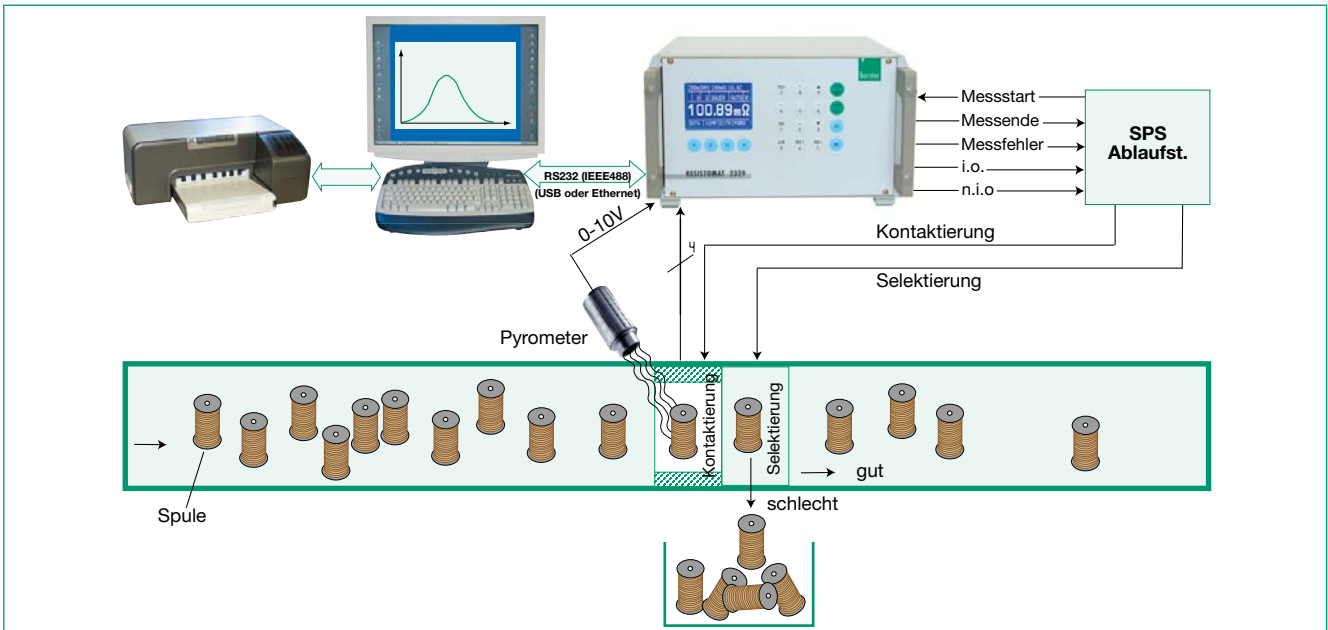 burster
100.89mΩ
RESISTOMAT 2329
RS232 (IEEE488)
(USB oder Ethernet)
Messstart
Messende
Messfehler
i.o.
n.i.o
SPS
Ablaufst.
0-10V
4
Kontaktierung
Selektierung
Pyrometer
Kontaktierung
Selektierung
gut
schlecht
Spule